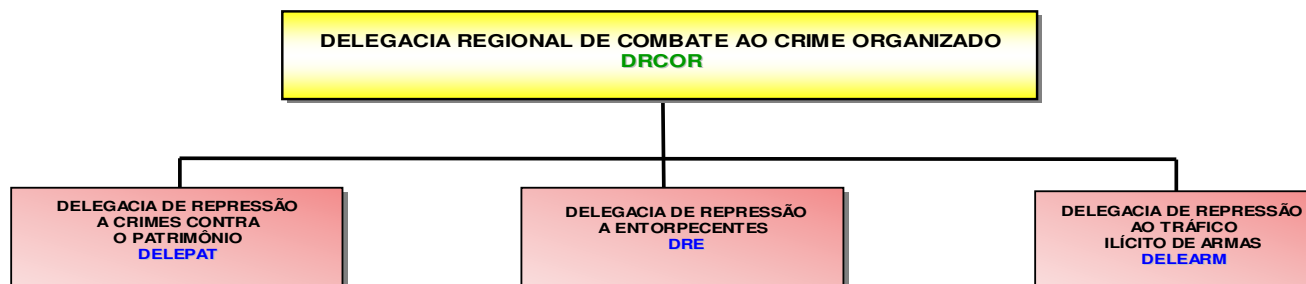 DELEGACIA REGIONAL DE COMBATE AO CRIME ORGANIZADO
DRCOR
DELEGACIA DE REPRESSÃO
A CRIMES CONTRA
O PATRIMÔNIO
DELEPAT
DELEGACIA DE REPRESSÃO
A ENTORPECENTES
DRE
DELEGACIA DE REPRESSÃO
AO TRÁFICO
ILÍCITO DE ARMAS
DELEARM